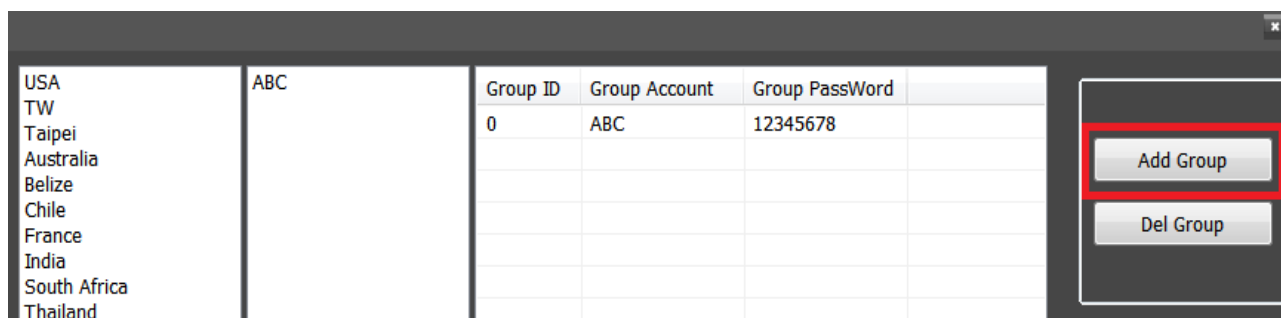 USA
TW
Taipei
Australia
Belize
Chile
France
India
South Africa
Thailand
ABC
Group ID Group Account Group PassWord
0 ABC 12345678
Add Group
Del Group